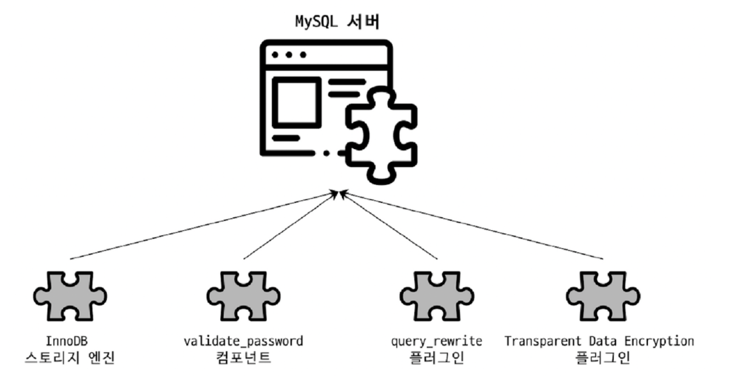 MySQL 서버
InnoDB
스토리지 엔진
validate_password
컴포넌트
query_rewrite
플러그인
Transparent Data Encryption
플러그인